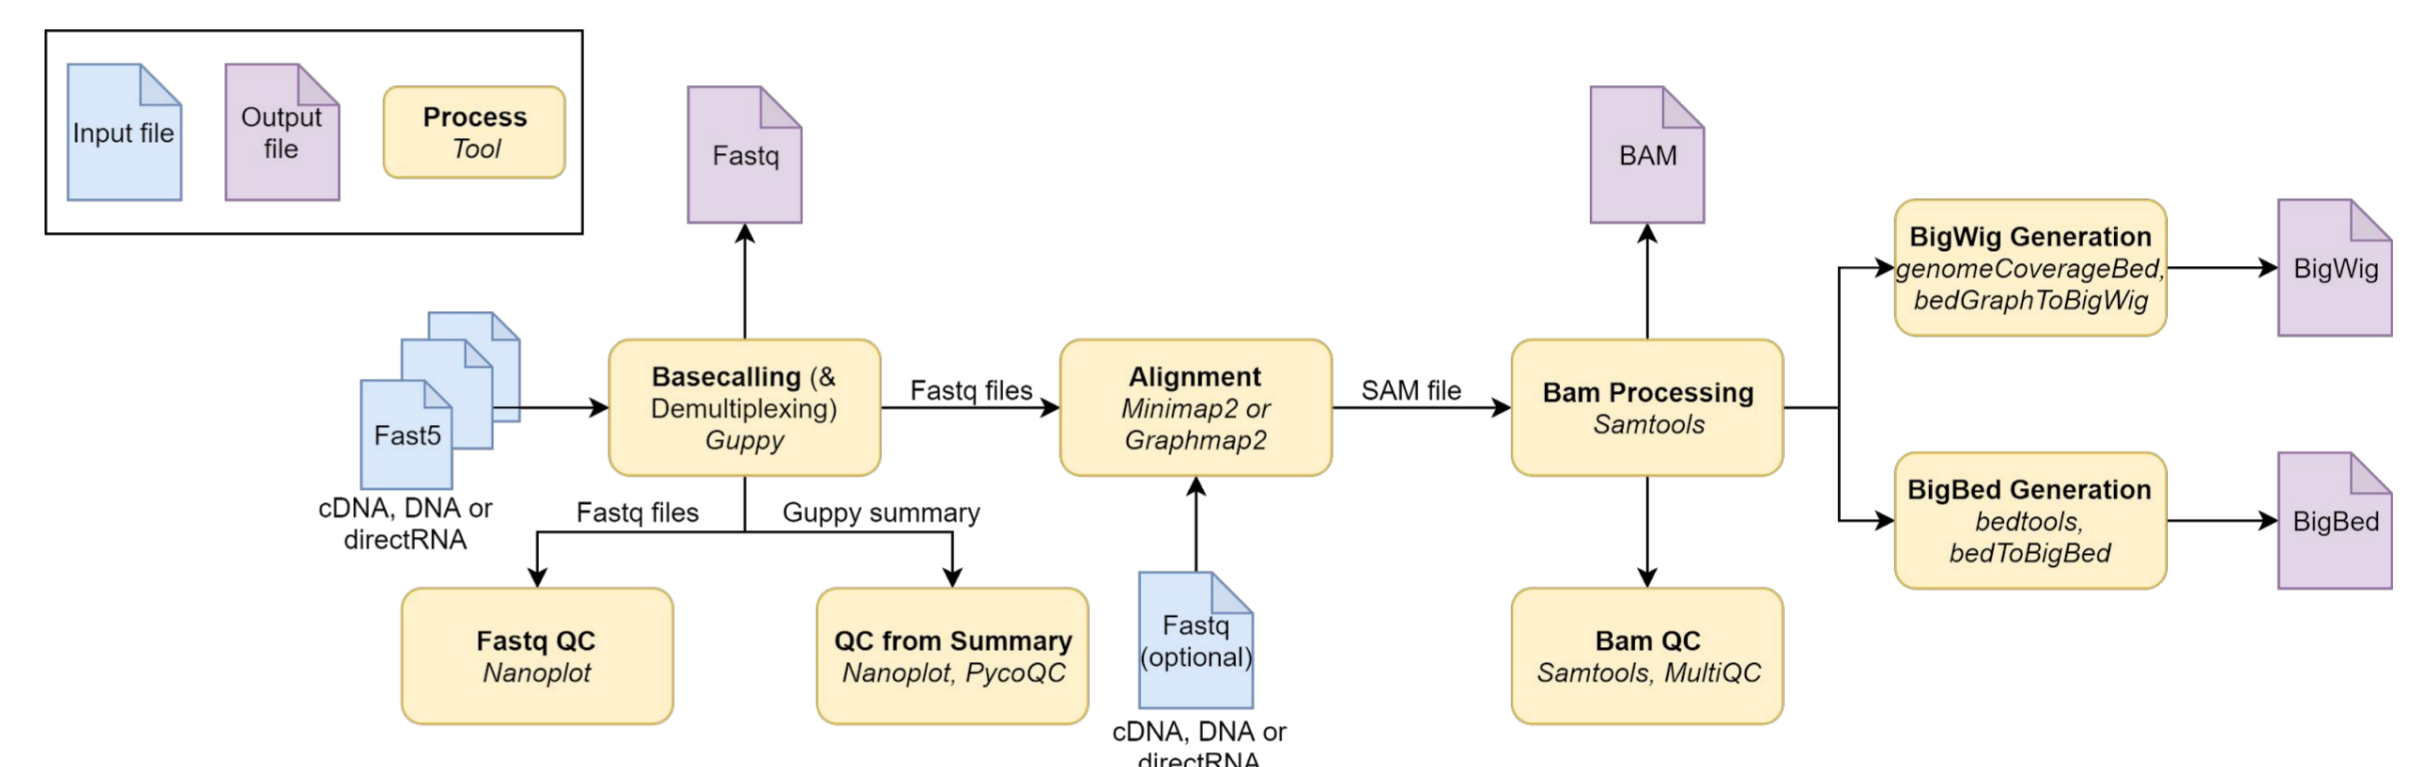 Input file
Output
file
Process
Tool
Fastq
BAM
BigWig Generation
genomeCoverageBed,
bedGraphToBigWig
BigWig
Fast5
cDNA, DNA or
directRNA
Basecalling (&
Demultiplexing)
Guppy
Fastq files
Alignment
Minimap2 or
Graphmap2
SAM file
Bam Processing
Samtools
BigBed Generation
bedtools,
bedToBigBed
BigBed
Fastq files
Guppy summary
Fastq QC
Nanoplot
QC from Summary
Nanoplot, PycoQC
Fastq
(optional)
cDNA, DNA or
directRNA
Bam QC
Samtools, MultiQC